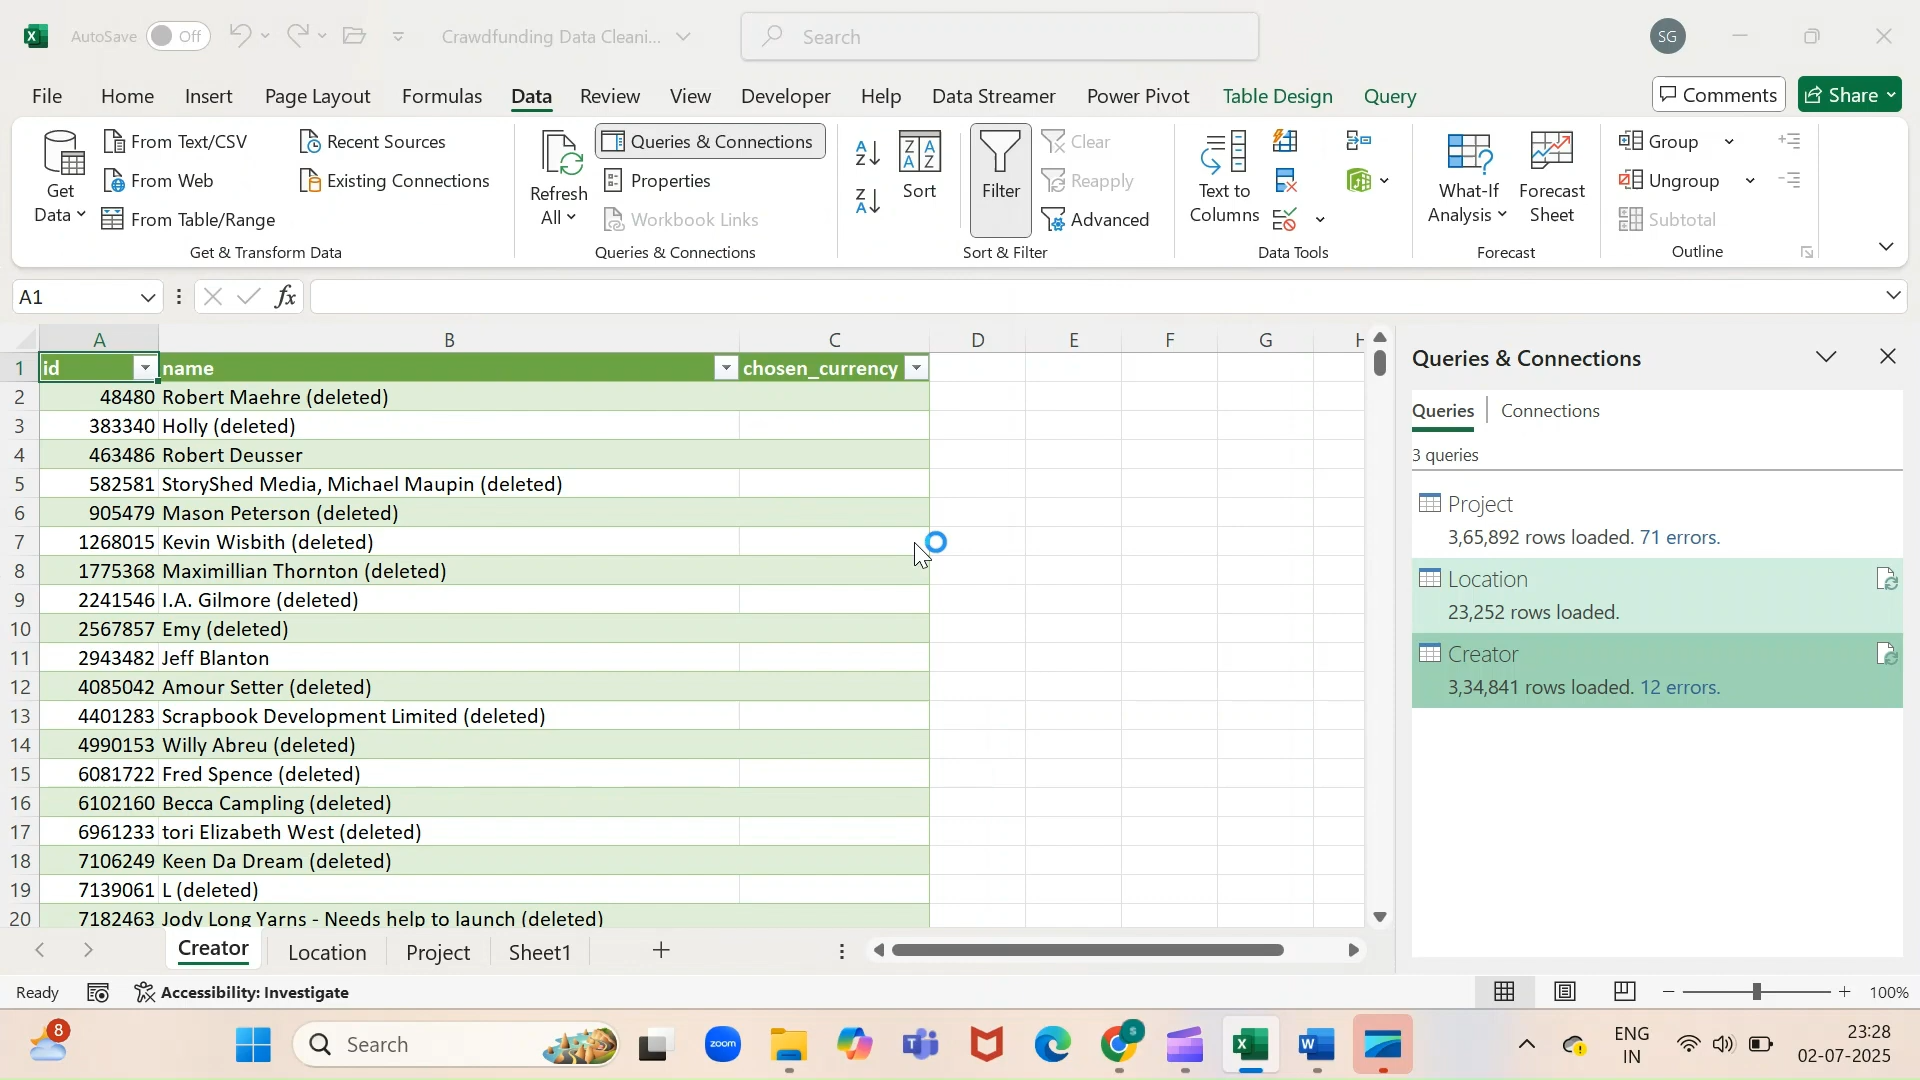 AutoSave Off Crawdfunding Data Cleani... Search SG
File Home Insert Page Layout Formulas Data Review View Developer Help Data Streamer Power Pivot Table Design Query Comments Share
Get Data From Text/CSV From Web From Table/Range Recent Sources Existing Connections
Get & Transform Data
Refresh All Queries & Connections Properties Workbook Links
Queries & Connections
Sort Filter Clear Reapply Advanced
Sort & Filter
Text to Columns
Data Tools
What-If Analysis Forecast Sheet
Forecast
Group Ungroup Subtotal
Outline
A1 fx
A B C D E F G H
1 id name chosen_currency
2 48480 Robert Maehre (deleted)
3 383340 Holly (deleted)
4 463486 Robert Deusser
5 582581 StoryShed Media, Michael Maupin (deleted)
6 905479 Mason Peterson (deleted)
7 1268015 Kevin Wisbith (deleted)
8 1775368 Maximillian Thornton (deleted)
9 2241546 I.A. Gilmore (deleted)
10 2567857 Emy (deleted)
11 2943482 Jeff Blanton
12 4085042 Amour Setter (deleted)
13 4401283 Scrapbook Development Limited (deleted)
14 4990153 Willy Abreu (deleted)
15 6081722 Fred Spence (deleted)
16 6102160 Becca Campling (deleted)
17 6961233 tori Elizabeth West (deleted)
18 7106249 Keen Da Dream (deleted)
19 7139061 L (deleted)
20 7182463 Jody Long Yarns - Needs help to launch (deleted)
Queries & Connections
Queries Connections
3 queries
Project
3,65,892 rows loaded. 71 errors.
Location
23,252 rows loaded.
Creator
3,34,841 rows loaded. 12 errors.
Creator Location Project Sheet1
Ready Accessibility: Investigate 100%
8 Search zoom S ENG IN 23:28 02-07-2025